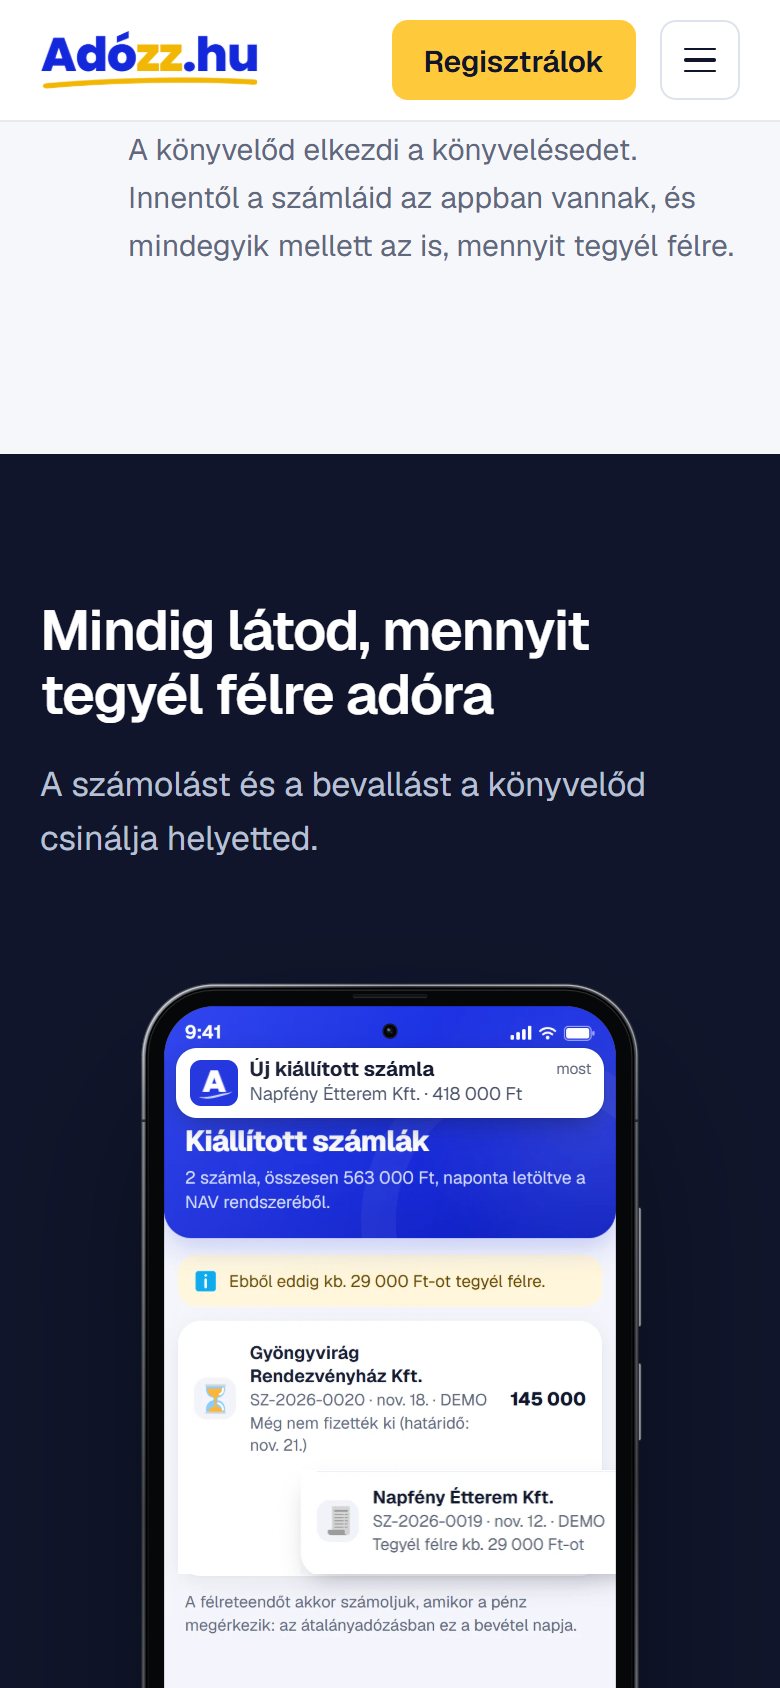 Adózz.hu
Regisztrálok
A könyvelőd elkezdi a könyvelésedet.
Innentől a számláid az appban vannak, és
mindegyik mellett az is, mennyit tegyél félre.
Mindig látod, mennyit
tegyél félre adóra
A számolást és a bevallást a könyvelőd
csinálja helyetted.
9:41
A
Új kiállított számla
most
Napfény Étterem Kft. · 418 000 Ft
Kiállított számlák
2 számla, összesen 563 000 Ft, naponta letöltve a
NAV rendszeréből.
Ebből eddig kb. 29 000 Ft-ot tegyél félre.
Gyöngyvirág
Rendezvényház Kft.
SZ-2026-0020 · nov. 18. · DEMO
145 000
Még nem fizették ki (határidő:
nov. 21.)
Napfény Étterem Kft.
SZ-2026-0019 · nov. 12. · DEMO
Tegyél félre kb. 29 000 Ft-ot
A félreteendőt akkor számoljuk, amikor a pénz
megérkezik: az átalányadózásban ez a bevétel napja.